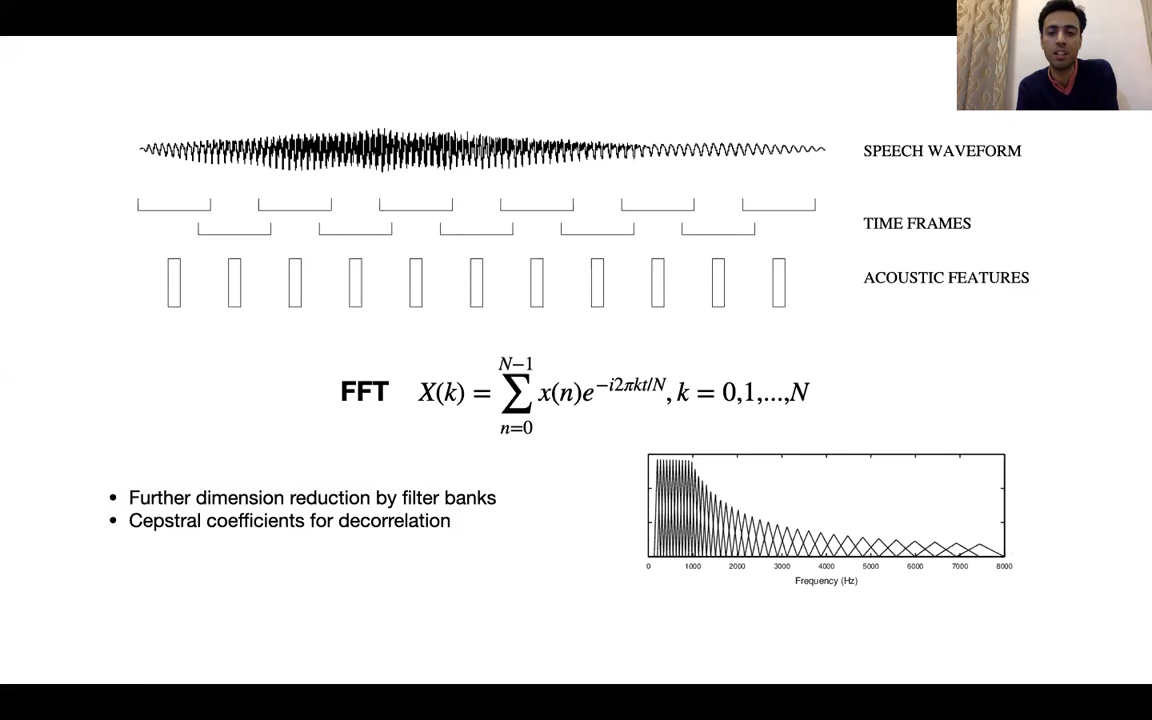 SPEECH WAVEFORM
TIME FRAMES
ACOUSTIC FEATURES
FFT X(k) = \sum_{n=0}^{N−1} x(n)e^{−i2πkt/N}, k = 0,1,...,N
• Further dimension reduction by filter banks
• Cepstral coefficients for decorrelation
0 1000 2000 3000 4000 5000 6000 7000 8000
Frequency (Hz)